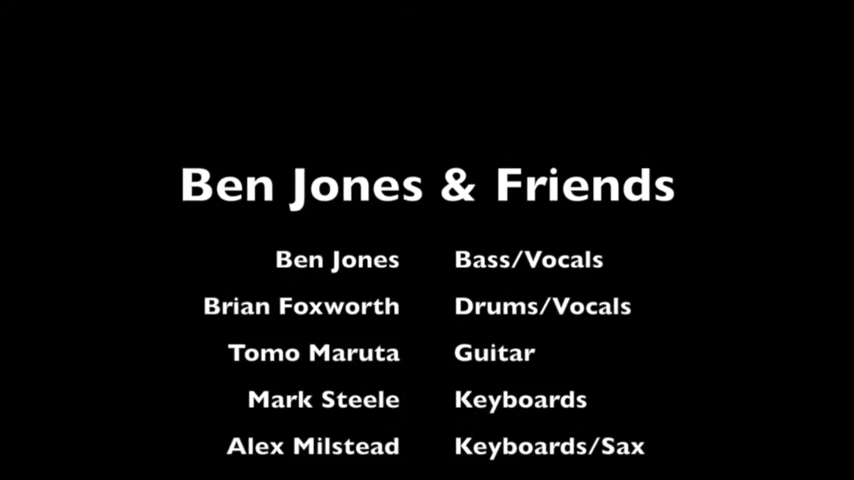 Ben Jones & Friends
Ben Jones Bass/Vocals
Brian Foxworth Drums/Vocals
Tomo Maruta Guitar
Mark Steele Keyboards
Alex Milstead Keyboards/Sax